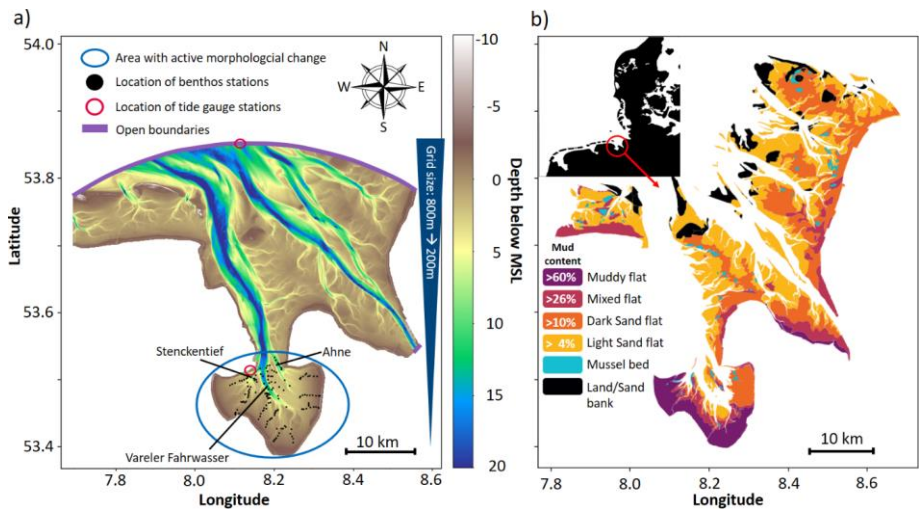 a)
54.0
53.8
53.6
53.4
Latitude
7.8
8.0
8.2
8.4
8.6
Longitude
Area with active morphologcial change
Location of benthos stations
Location of tide gauge stations
Open boundaries
N
W
E
S
Grid size: 800m → 200m
Stenckentief
Ahne
Vareler Fahrwasser
10 km
-10
-5
0
5
10
15
20
Depth below MSL
b)
Mud
content
>60% Muddy flat
>26% Mixed flat
>10% Dark Sand flat
> 4% Light Sand flat
Mussel bed
Land/Sand
bank
10 km
7.8
8.0
8.2
8.4
8.6
Longitude